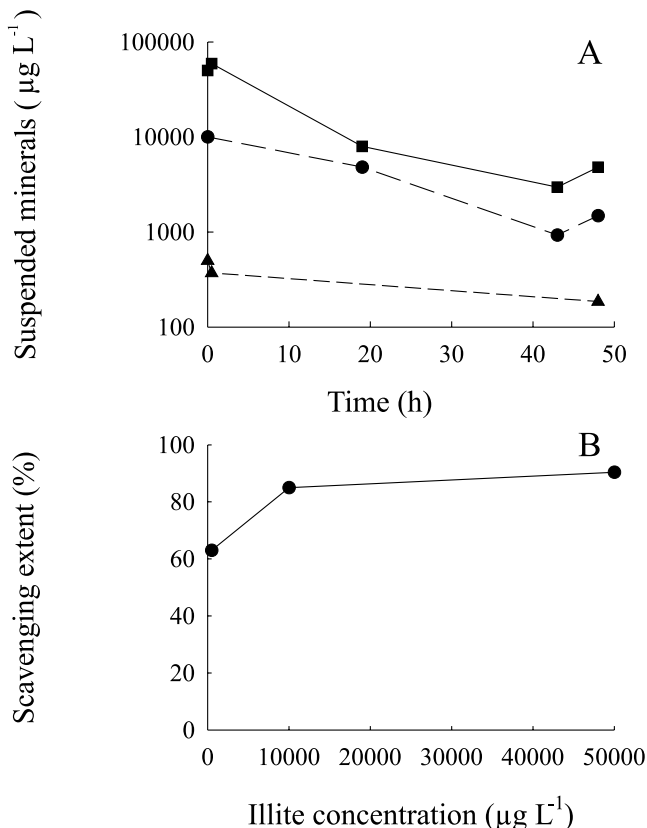 A
Suspended minerals ( µg L-1)
100000
10000
1000
100
0 10 20 30 40 50
Time (h)
B
Scavenging extent (%)
100
80
60
40
20
0
0 10000 20000 30000 40000 50000
Illite concentration (µg L-1)